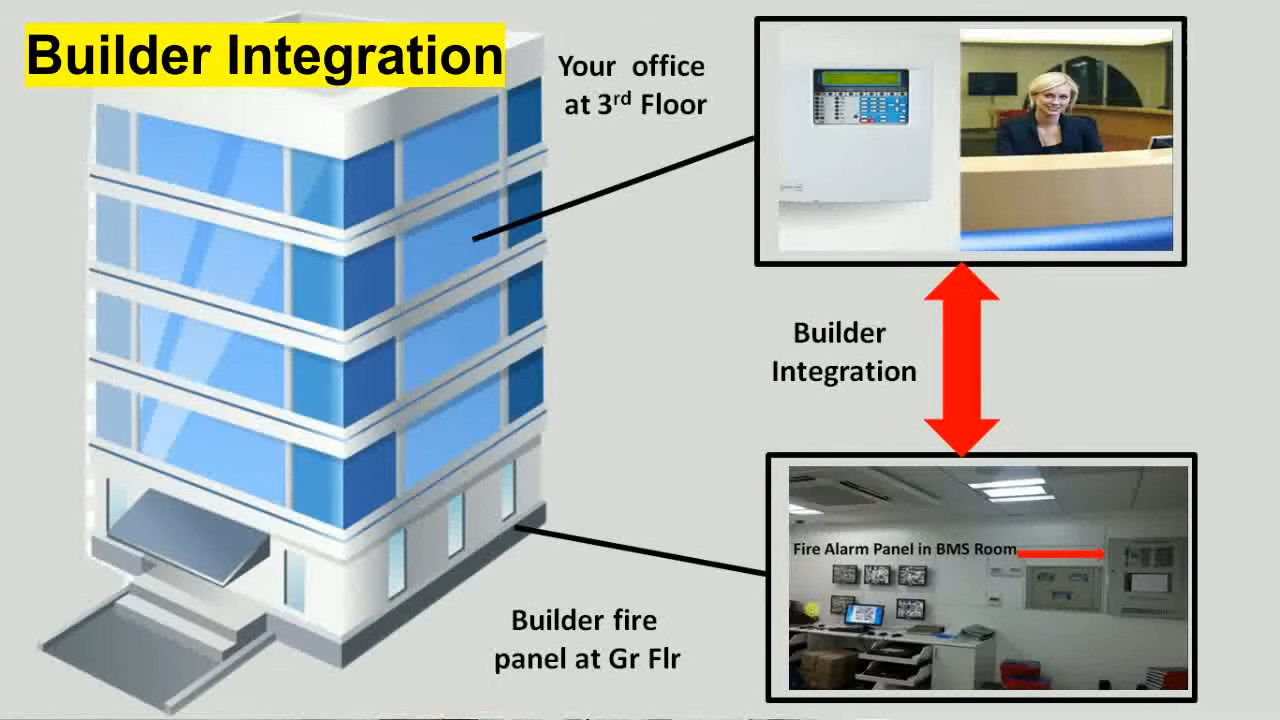 Builder Integration
Your office
at 3rd Floor
Builder
Integration
Fire Alarm Panel in BMS Room
Builder fire
panel at Gr Flr